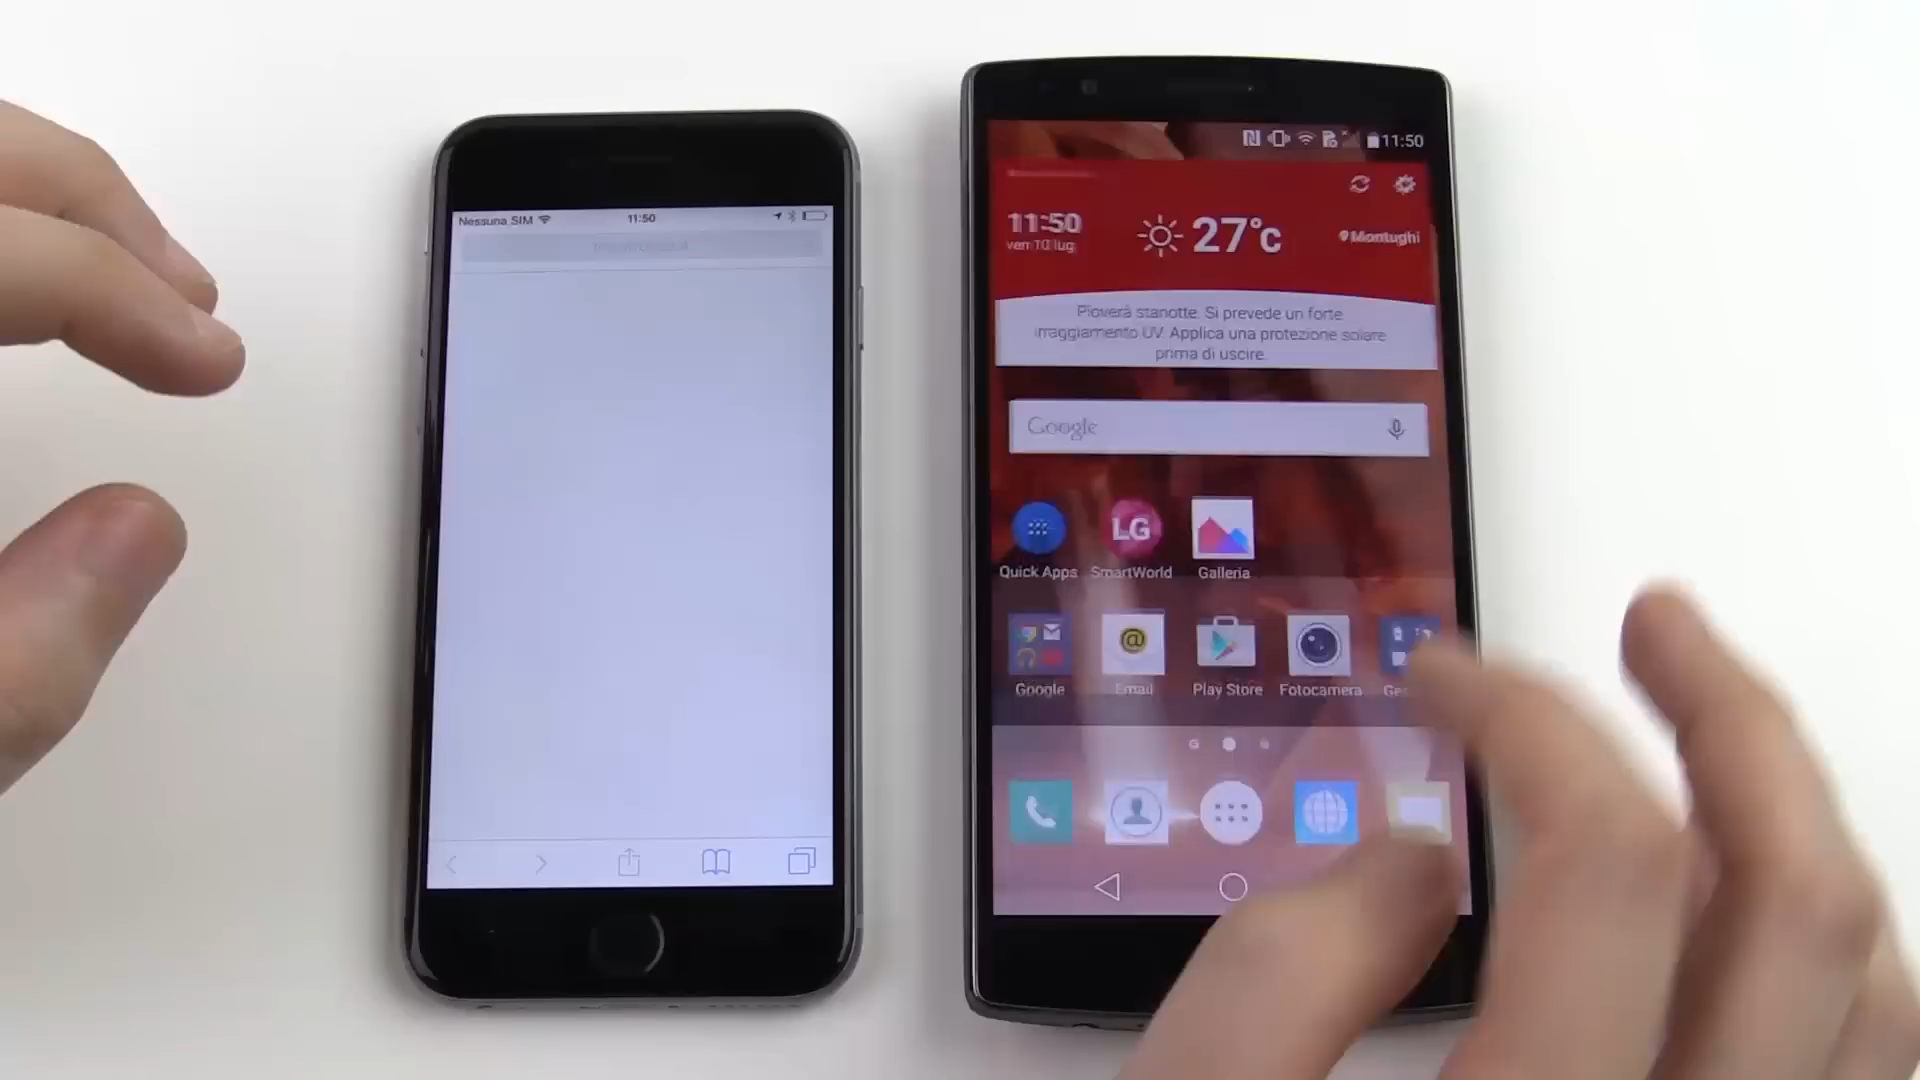 Nessuna SIM
11:50
11:50
11:50
ven 10 lug
27°c
Montughi
Pioverà stanotte. Si prevede un forte
irraggiamento UV. Applica una protezione solare
prima di uscire.
Google
LG
Quick Apps
SmartWorld
Galleria
@
Google
Email
Play Store
Fotocamera